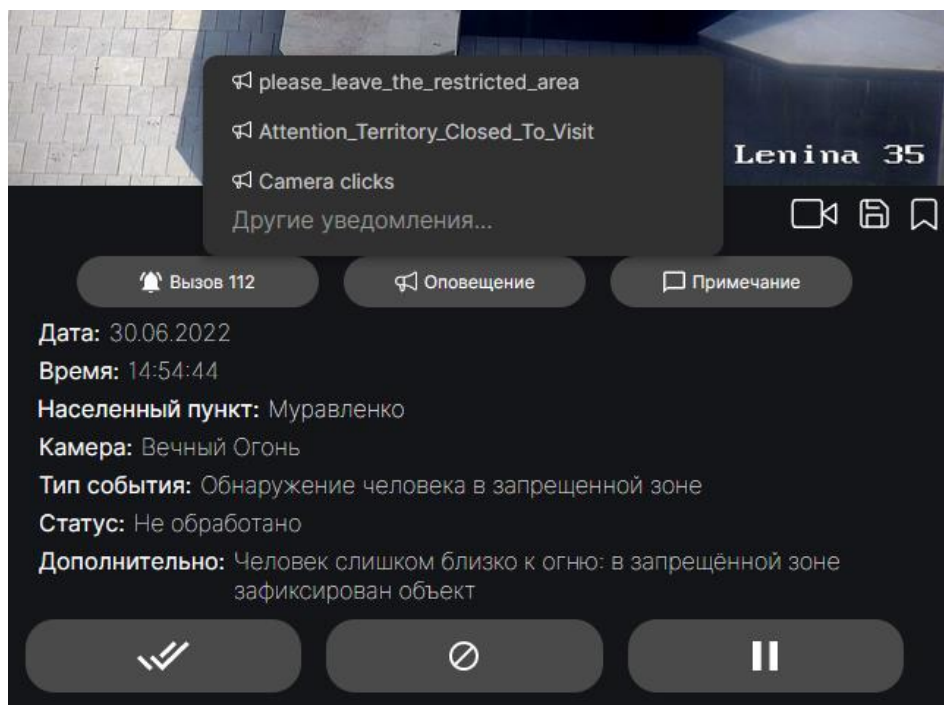 please_leave_the_restricted_area
Attention_Territory_Closed_To_Visit
Lenina 35
Camera clicks
Другие уведомления...
Вызов 112 Оповещение Примечание
Дата: 30.06.2022
Время: 14:54:44
Населенный пункт: Муравленко
Камера: Вечный Огонь
Тип события: Обнаружение человека в запрещенной зоне
Статус: Не обработано
Дополнительно: Человек слишком близко к огню: в запрещённой зоне
зафиксирован объект